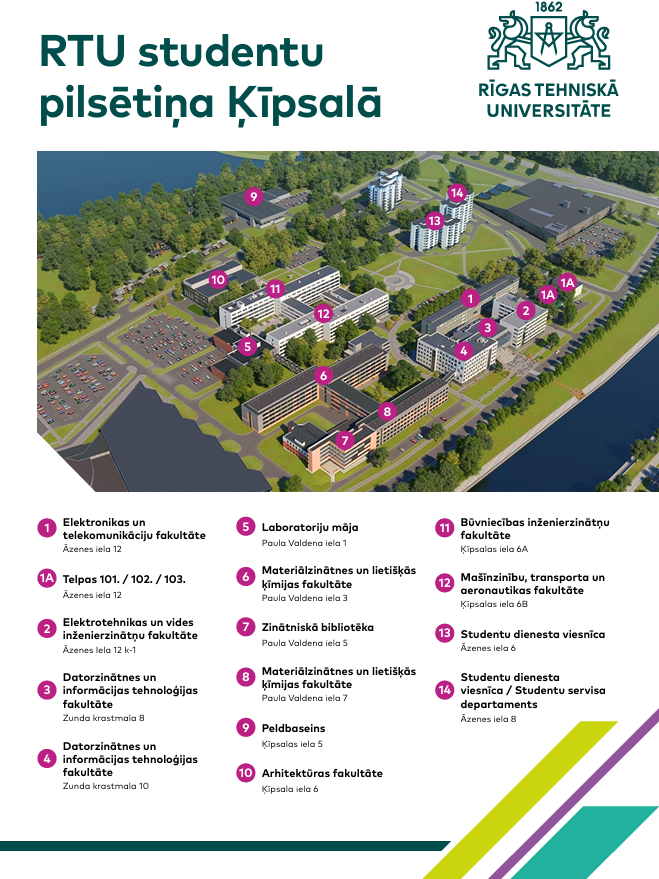 RTU studentu
pilsētiņa Ķīpsalā
1862
RĪGAS TEHNISKĀ
UNIVERSITĀTE
9
14
13
10
11
12
1A
1A
1
2
3
5
4
6
8
7
1
Elektronikas un
telekomunikāciju fakultāte
Āzenes iela 12
1A
Telpas 101. / 102. / 103.
Āzenes iela 12
2
Elektrotehnikas un vides
inženierzinātņu fakultāte
Āzenes Iela 12 k-1
3
Datorzinātnes un
informācijas tehnoloģijas
fakultāte
Zunda krastmala 8
4
Datorzinātnes un
informācijas tehnoloģijas
fakultāte
Zunda krastmala 10
5
Laboratoriju māja
Paula Valdena iela 1
6
Materiālzinātnes un lietišķās
ķīmijas fakultāte
Paula Valdena iela 3
7
Zinātniskā bibliotēka
Paula Valdena iela 5
8
Materiālzinātnes un lietišķās
ķīmijas fakultāte
Paula Valdena iela 7
9
Peldbaseins
Ķīpsalas iela 5
10
Arhitektūras fakultāte
Ķīpsala iela 6
11
Būvniecības inženierzinātņu
fakultāte
Ķīpsalas iela 6A
12
Mašīnzinību, transporta un
aeronautikas fakultāte
Ķīpsalas iela 6B
13
Studentu dienesta viesnīca
Āzenes iela 6
14
Studentu dienesta
viesnīca / Studentu servisa
departaments
Āzenes iela 8